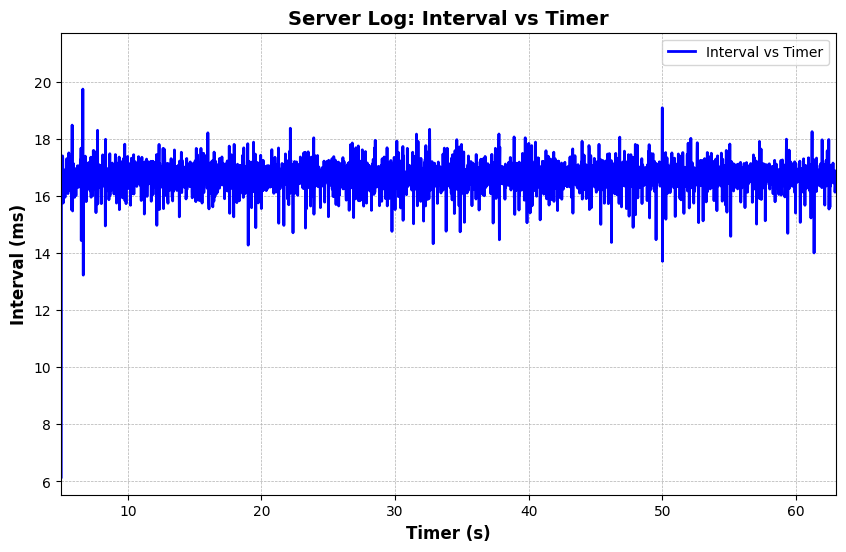 Server Log: Interval vs Timer
Interval vs Timer
Interval (ms)
20
18
16
14
12
10
8
6
10 20 30 40 50 60
Timer (s)